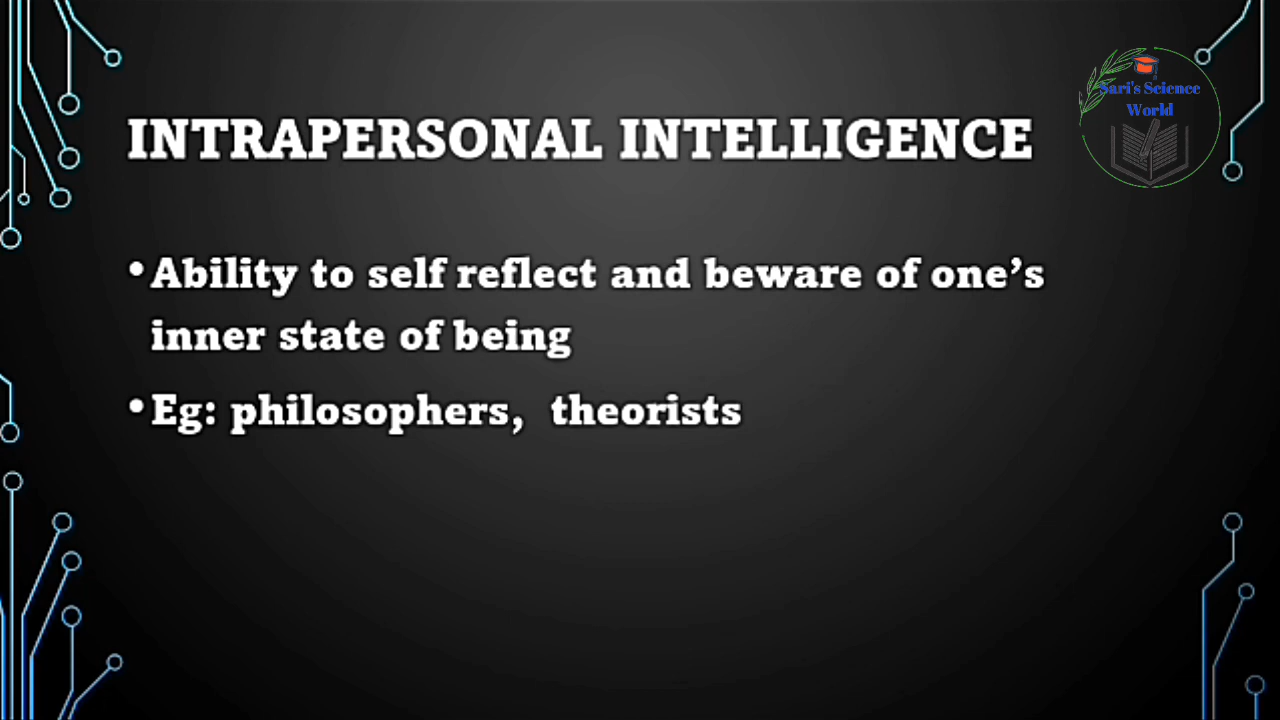 Sari's Science
World
INTRAPERSONAL INTELLIGENCE
•Ability to self reflect and beware of one’s
inner state of being
•Eg: philosophers, theorists